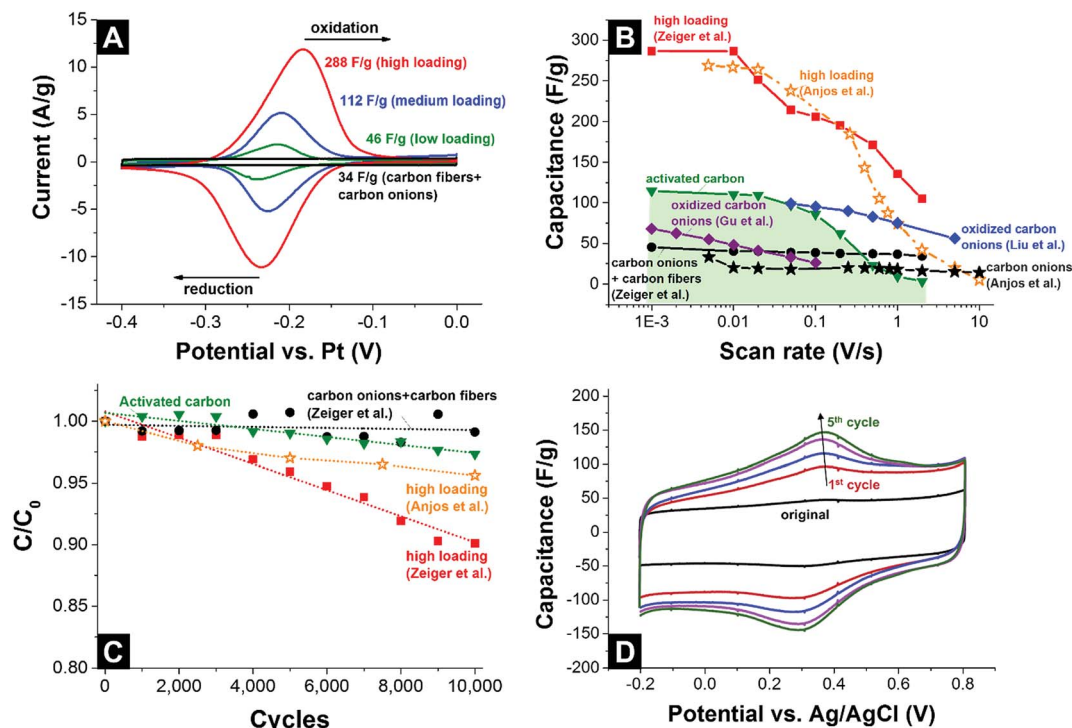 A
oxidation
288 F/g (high loading)
112 F/g (medium loading)
46 F/g (low loading)
34 F/g (carbon fibers+
carbon onions)
reduction
15
10
5
0
-5
-10
-15
-0.4
-0.3
-0.2
-0.1
0.0
Current (A/g)
Potential vs. Pt (V)
B
high loading
(Zeiger et al.)
high loading
(Anjos et al.)
activated carbon
oxidized carbon
onions (Gu et al.)
oxidized carbon
onions (Liu et al.)
carbon onions
+ carbon fibers
(Zeiger et al.)
carbon onions
(Anjos et al.)
350
300
250
200
150
100
50
0
1E-3
0.01
0.1
1
10
Capacitance (F/g)
Scan rate (V/s)
C
Activated carbon
carbon onions+carbon fibers
(Zeiger et al.)
high loading
(Anjos et al.)
high loading
(Zeiger et al.)
1.00
0.95
0.90
0.85
0.80
0
2,000
4,000
6,000
8,000
10,000
C/C0
Cycles
D
5th cycle
1st cycle
original
200
150
100
50
0
-50
-100
-150
-200
-0.2
0.0
0.2
0.4
0.6
0.8
Capacitance (F/g)
Potential vs. Ag/AgCl (V)